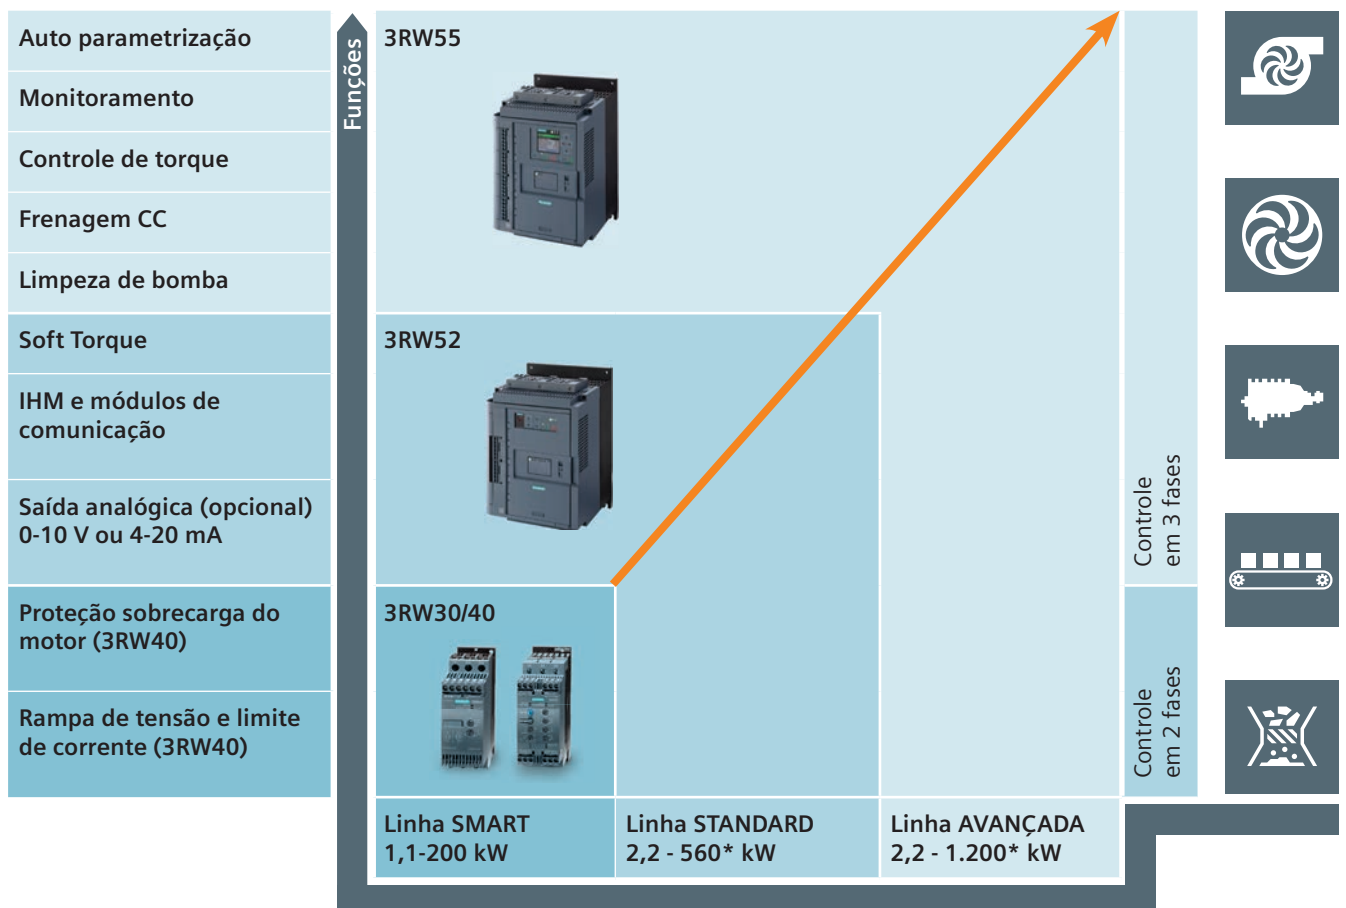 Auto parametrização
Monitoramento
Controle de torque
Frenagem CC
Limpeza de bomba
Soft Torque
IHM e módulos de
comunicação
Saída analógica (opcional)
0-10 V ou 4-20 mA
Proteção sobrecarga do
motor (3RW40)
Rampa de tensão e limite
de corrente (3RW40)
Funções
3RW55
3RW52
3RW30/40
Controle
em 3 fases
Controle
em 2 fases
Linha SMART
1,1-200 kW
Linha STANDARD
2,2 - 560* kW
Linha AVANÇADA
2,2 - 1.200* kW